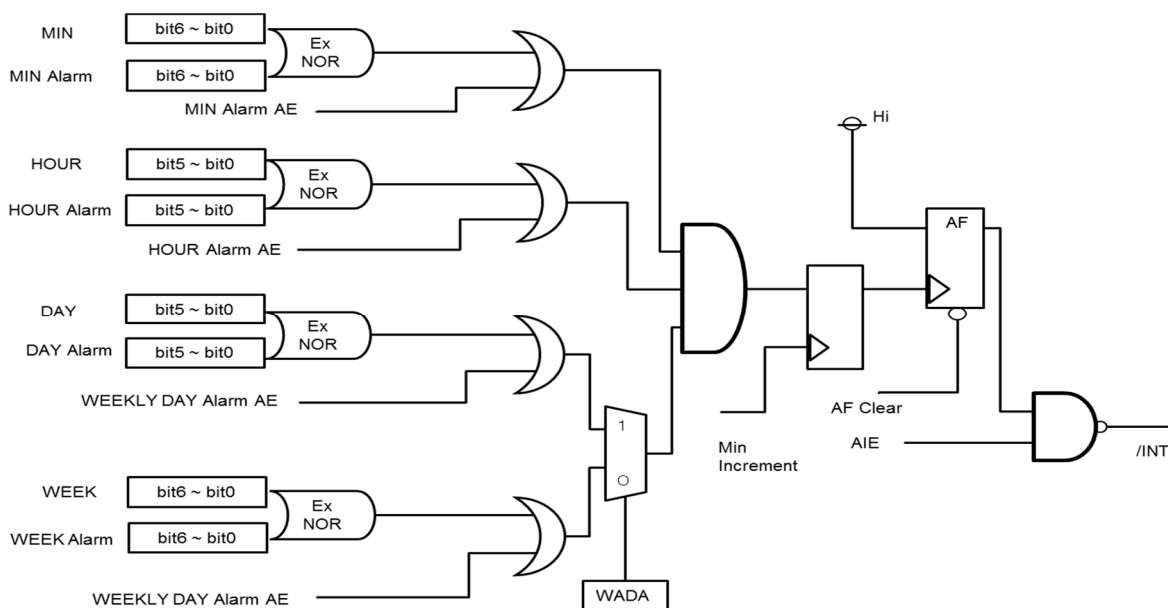 MIN
bit6 ~ bit0
Ex
NOR
MIN Alarm
bit6 ~ bit0
MIN Alarm AE
HOUR
bit5 ~ bit0
Ex
NOR
HOUR Alarm
bit5 ~ bit0
HOUR Alarm AE
DAY
bit5 ~ bit0
Ex
NOR
DAY Alarm
bit5 ~ bit0
WEEKLY DAY Alarm AE
WEEK
bit6 ~ bit0
Ex
NOR
WEEK Alarm
bit6 ~ bit0
WEEKLY DAY Alarm AE
1
O
WADA
Min
Increment
Hi
AF
AF Clear
AIE
/INT